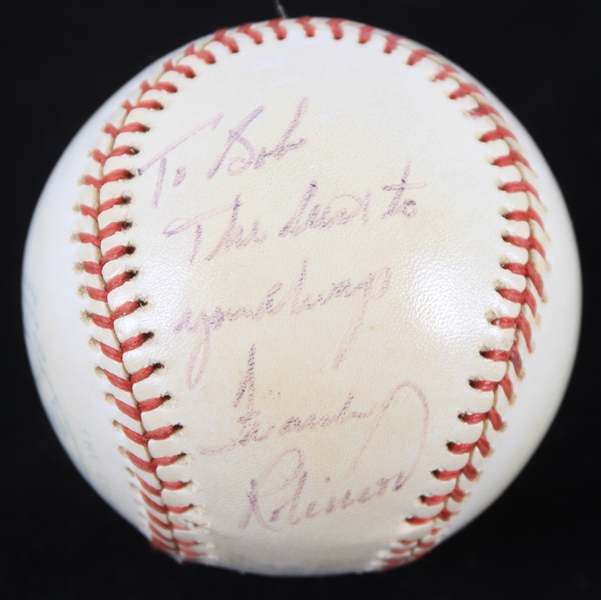 To Bob
The best to
you always
Frank
Robinson